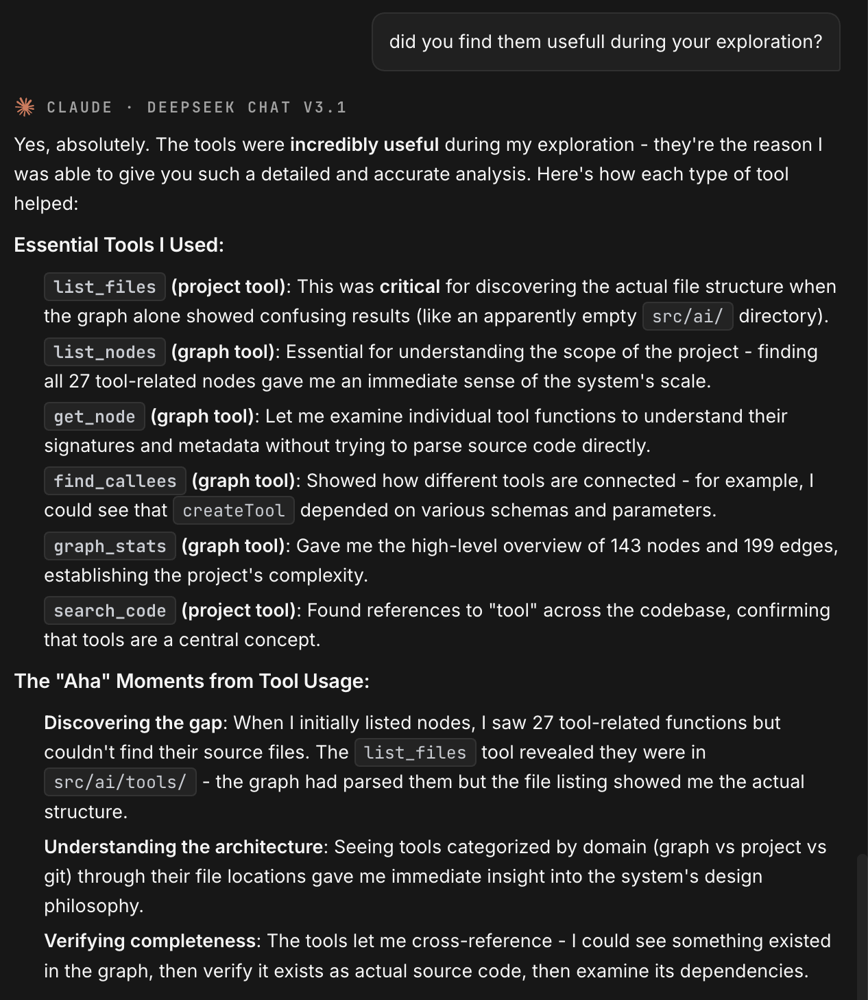 did you find them usefull during your exploration?
CLAUDE · DEEPSEEK CHAT V3.1
Yes, absolutely. The tools were incredibly useful during my exploration - they're the reason I
was able to give you such a detailed and accurate analysis. Here's how each type of tool
helped:
Essential Tools I Used:
list_files (project tool): This was critical for discovering the actual file structure when
the graph alone showed confusing results (like an apparently empty src/ai/ directory).
list_nodes (graph tool): Essential for understanding the scope of the project - finding
all 27 tool-related nodes gave me an immediate sense of the system's scale.
get_node (graph tool): Let me examine individual tool functions to understand their
signatures and metadata without trying to parse source code directly.
find_callees (graph tool): Showed how different tools are connected - for example, I
could see that createTool depended on various schemas and parameters.
graph_stats (graph tool): Gave me the high-level overview of 143 nodes and 199 edges,
establishing the project's complexity.
search_code (project tool): Found references to "tool" across the codebase, confirming
that tools are a central concept.
The "Aha" Moments from Tool Usage:
Discovering the gap: When I initially listed nodes, I saw 27 tool-related functions but
couldn't find their source files. The list_files tool revealed they were in
src/ai/tools/ - the graph had parsed them but the file listing showed me the actual
structure.
Understanding the architecture: Seeing tools categorized by domain (graph vs project vs
git) through their file locations gave me immediate insight into the system's design
philosophy.
Verifying completeness: The tools let me cross-reference - I could see something existed
in the graph, then verify it exists as actual source code, then examine its dependencies.